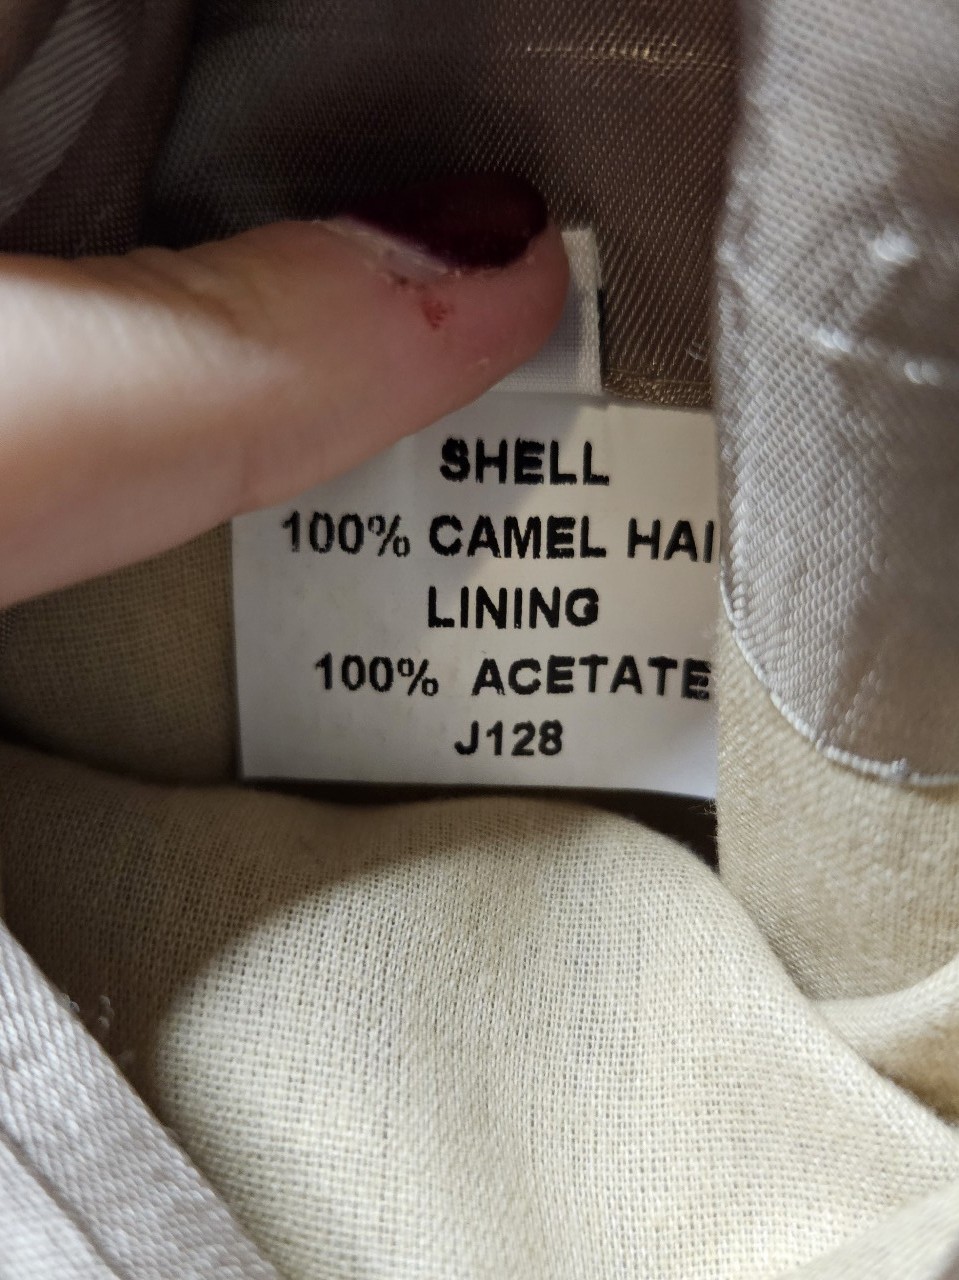 SHELL
100% CAMEL HAI
LINING
100% ACETATE
J128